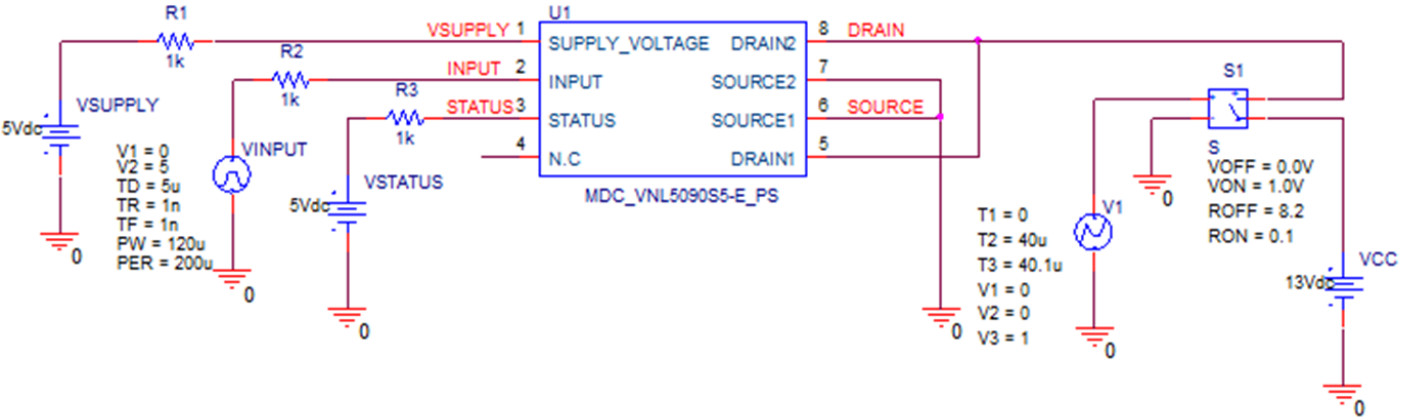 R1
1k
VSUPPLY
5Vdc
0
R2
1k
VINPUT
V1 = 0
V2 = 5
TD = 5u
TR = 1n
TF = 1n
PW = 120u
PER = 200u
0
R3
1k
VSTATUS
5Vdc
0
U1
VSUPPLY 1 SUPPLY_VOLTAGE DRAIN2 8 DRAIN
INPUT 2 INPUT SOURCE2 7
STATUS 3 STATUS SOURCE1 6 SOURCE
4 N.C DRAIN1 5
MDC_VNL5090S5-E_PS
0
T1 = 0
T2 = 40u
T3 = 40.1u
V1 = 0
V2 = 0
V3 = 1
V1
0
0
S1
S
VOFF = 0.0V
VON = 1.0V
ROFF = 8.2
RON = 0.1
VCC
13Vdc
0